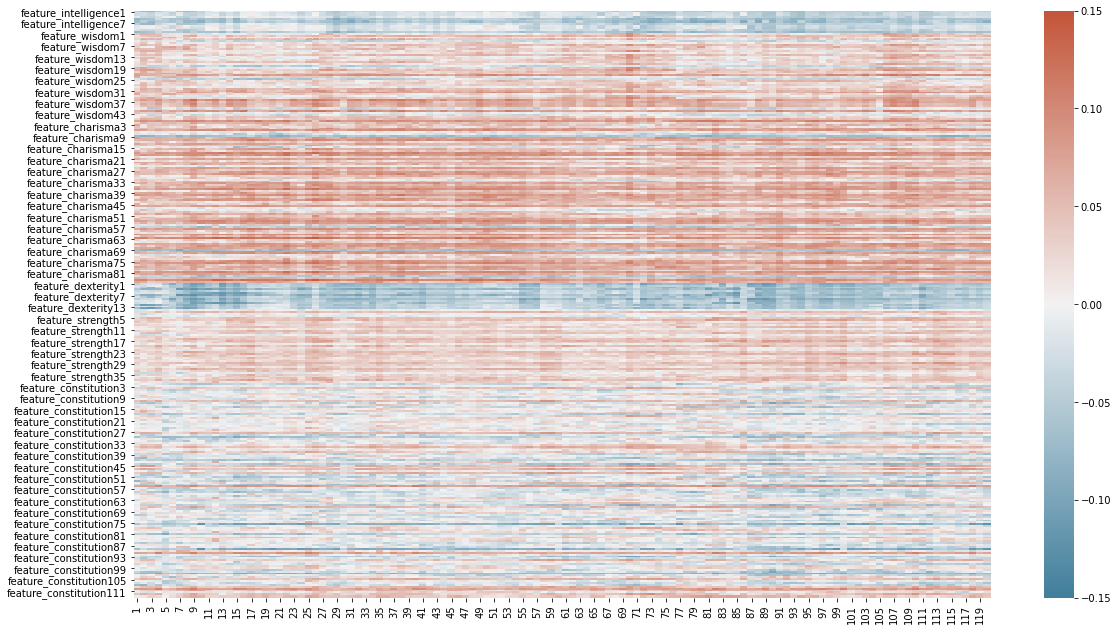 feature_intelligence1
feature_intelligence7
feature_wisdom1
feature_wisdom7
feature_wisdom13
feature_wisdom19
feature_wisdom25
feature_wisdom31
feature_wisdom37
feature_wisdom43
feature_charisma3
feature_charisma9
feature_charisma15
feature_charisma21
feature_charisma27
feature_charisma33
feature_charisma39
feature_charisma45
feature_charisma51
feature_charisma57
feature_charisma63
feature_charisma69
feature_charisma75
feature_charisma81
feature_dexterity1
feature_dexterity7
feature_dexterity13
feature_strength5
feature_strength11
feature_strength17
feature_strength23
feature_strength29
feature_strength35
feature_constitution3
feature_constitution9
feature_constitution15
feature_constitution21
feature_constitution27
feature_constitution33
feature_constitution39
feature_constitution45
feature_constitution51
feature_constitution57
feature_constitution63
feature_constitution69
feature_constitution75
feature_constitution81
feature_constitution87
feature_constitution93
feature_constitution99
feature_constitution105
feature_constitution111
1 3 5 7 9 11 13 15 17 19 21 23 25 27 29 31 33 35 37 39 41 43 45 47 49 51 53 55 57 59 61 63 65 67 69 71 73 75 77 79 81 83 85 87 89 91 93 95 97 99 101 103 105 107 109 111 113 115 117 119
0.15
0.10
0.05
0.00
−0.05
−0.10
−0.15